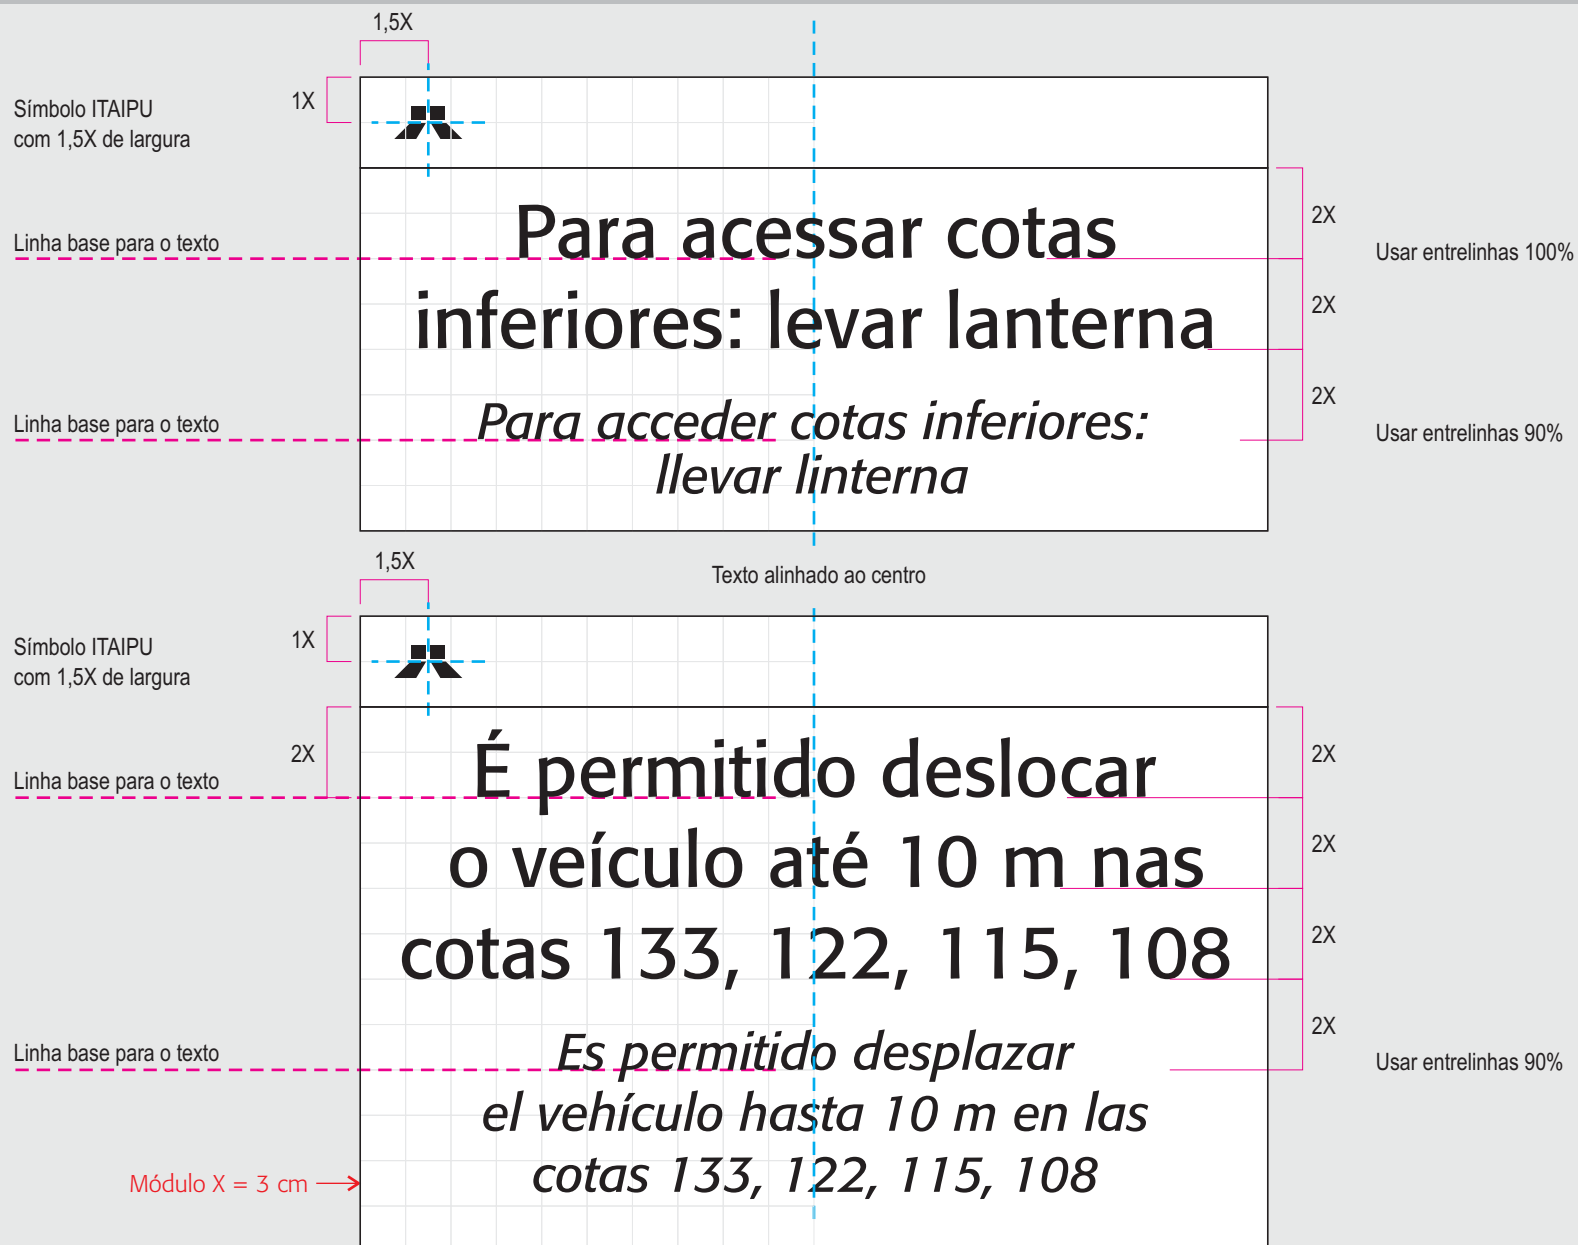 1,5X
1X
Símbolo ITAIPU
com 1,5X de largura
Para acessar cotas
2X
Linha base para o texto
Usar entrelinhas 100%
inferiores: levar lanterna
2X
Para acceder cotas inferiores:
2X
Linha base para o texto
Usar entrelinhas 90%
llevar linterna
1,5X
Texto alinhado ao centro
1X
Símbolo ITAIPU
com 1,5X de largura
2X
É permitido deslocar
2X
Linha base para o texto
o veículo até 10 m nas
2X
cotas 133, 122, 115, 108
2X
2X
Linha base para o texto
Es permitido desplazar
Usar entrelinhas 90%
el vehículo hasta 10 m en las
cotas 133, 122, 115, 108
Módulo X = 3 cm